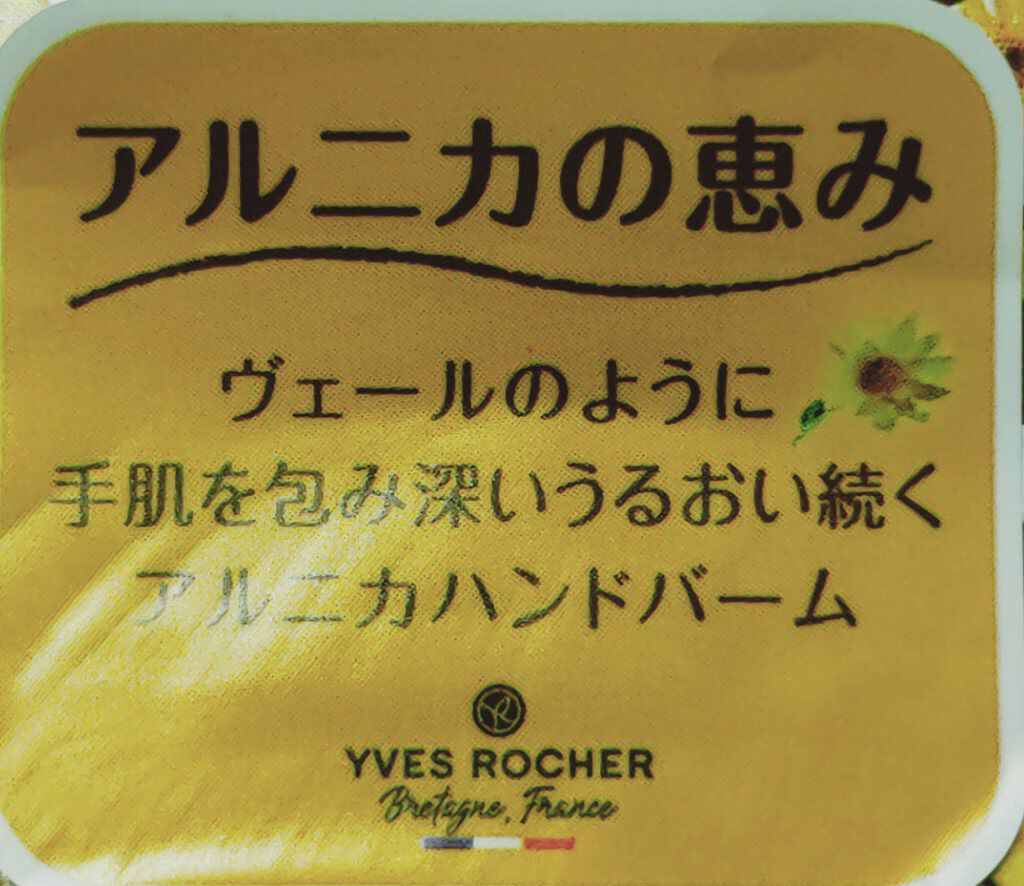 アルニカの恵み
ヴェールのように
手肌を包み深いうるおい続く
アルニカハンドバーム
YR
YVES ROCHER
Bretagne, France